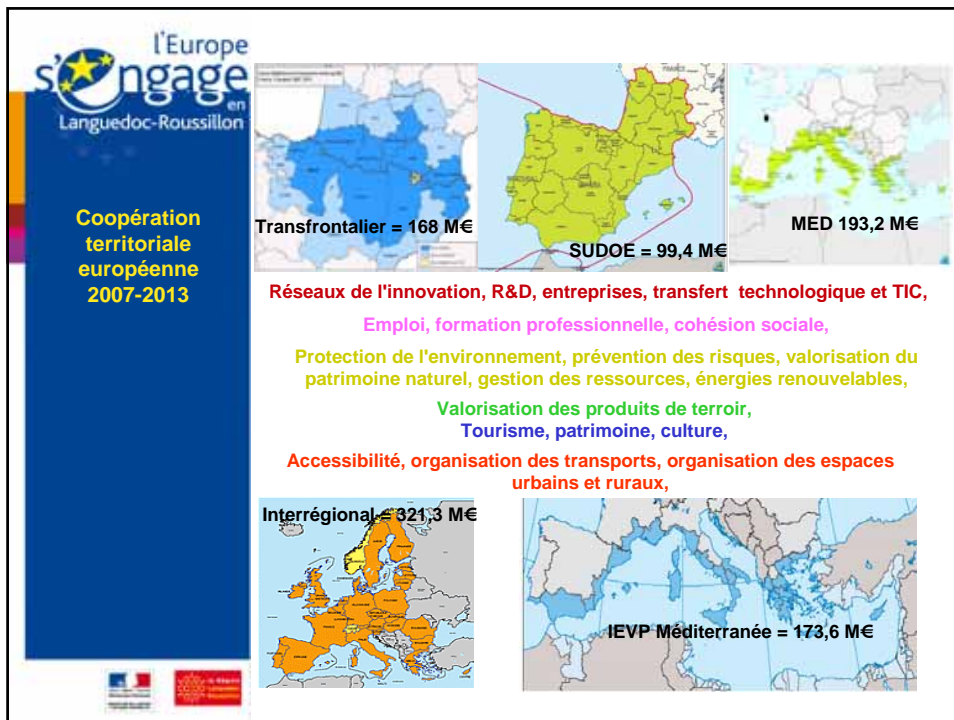 l'Europe
s'engage
en
Languedoc-Roussillon
Coopération
territoriale
européenne
2007-2013
Transfrontalier = 168 M€
SUDOE = 99,4 M€
MED 193,2 M€
Réseaux de l'innovation, R&D, entreprises, transfert technologique et TIC,
Emploi, formation professionnelle, cohésion sociale,
Protection de l'environnement, prévention des risques, valorisation du
patrimoine naturel, gestion des ressources, énergies renouvelables,
Valorisation des produits de terroir,
Tourisme, patrimoine, culture,
Accessibilité, organisation des transports, organisation des espaces
urbains et ruraux,
Interrégional = 321,3 M€
IEVP Méditerranée = 173,6 M€